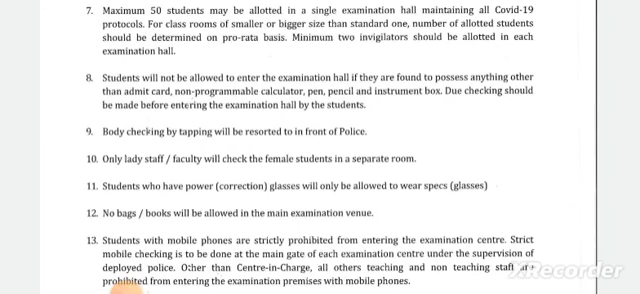 7. Maximum 50 students may be allotted in a single examination hall maintaining all Covid-19
protocols. For class rooms of smaller or bigger size than standard one, number of allotted students
should be determined on pro-rata basis. Minimum two invigilators should be allotted in each
examination hall.
8. Students will not be allowed to enter the examination hall if they are found to possess anything other
than admit card, non-programmable calculator, pen, pencil and instrument box. Due checking should
be made before entering the examination hall by the students.
9. Body checking by tapping will be resorted to in front of Police.
10. Only lady staff / faculty will check the female students in a separate room.
11. Students who have power (correction) glasses will only be allowed to wear specs (glasses)
12. No bags / books will be allowed in the main examination venue.
13. Students with mobile phones are strictly prohibited from entering the examination centre. Strict
mobile checking is to be done at the main gate of each examination centre under the supervision of
deployed police. Other than Centre-in-Charge, all others teaching and non teaching staff are
prohibited from entering the examination premises with mobile phones.
XRecorder